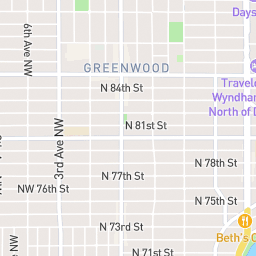 Days
6th Ave NW
GREENWOOD
N 84th St
Travelo
Wyndham
North of D
N 81st St
3rd Ave NW
N 78th St
N 77th St
NW 76th St
N 75th St
N 73rd St
Beth's C
N 71st St